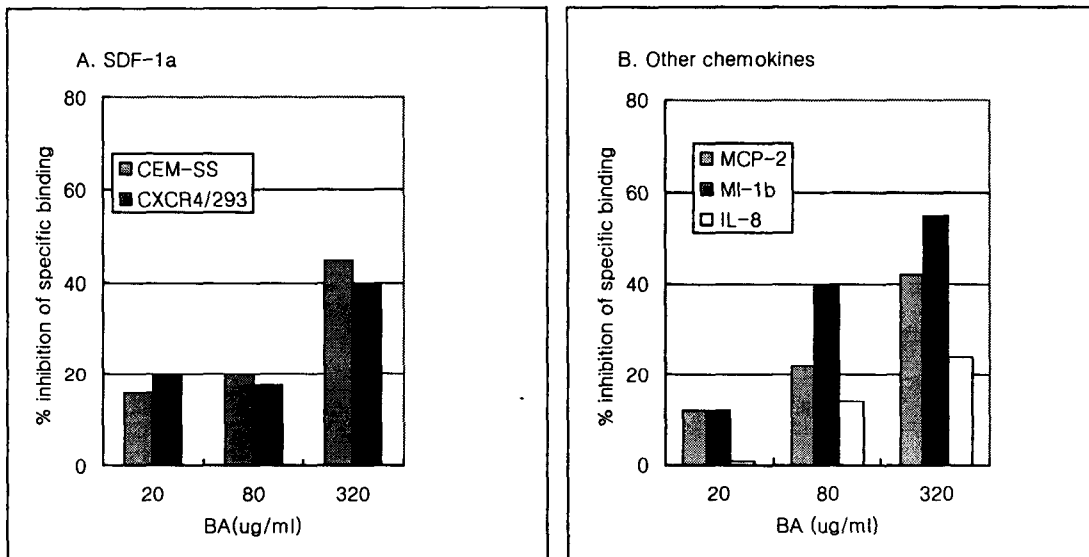 A. SDF-1a
% inhibition of specific binding
80
60
40
20
0
CEM-SS
CXCR4/293
20 80 320
BA(ug/ml)
B. Other chemokines
% inhibition of specific binding
80
60
40
20
0
MCP-2
MI-1b
IL-8
20 80 320
BA (ug/ml)